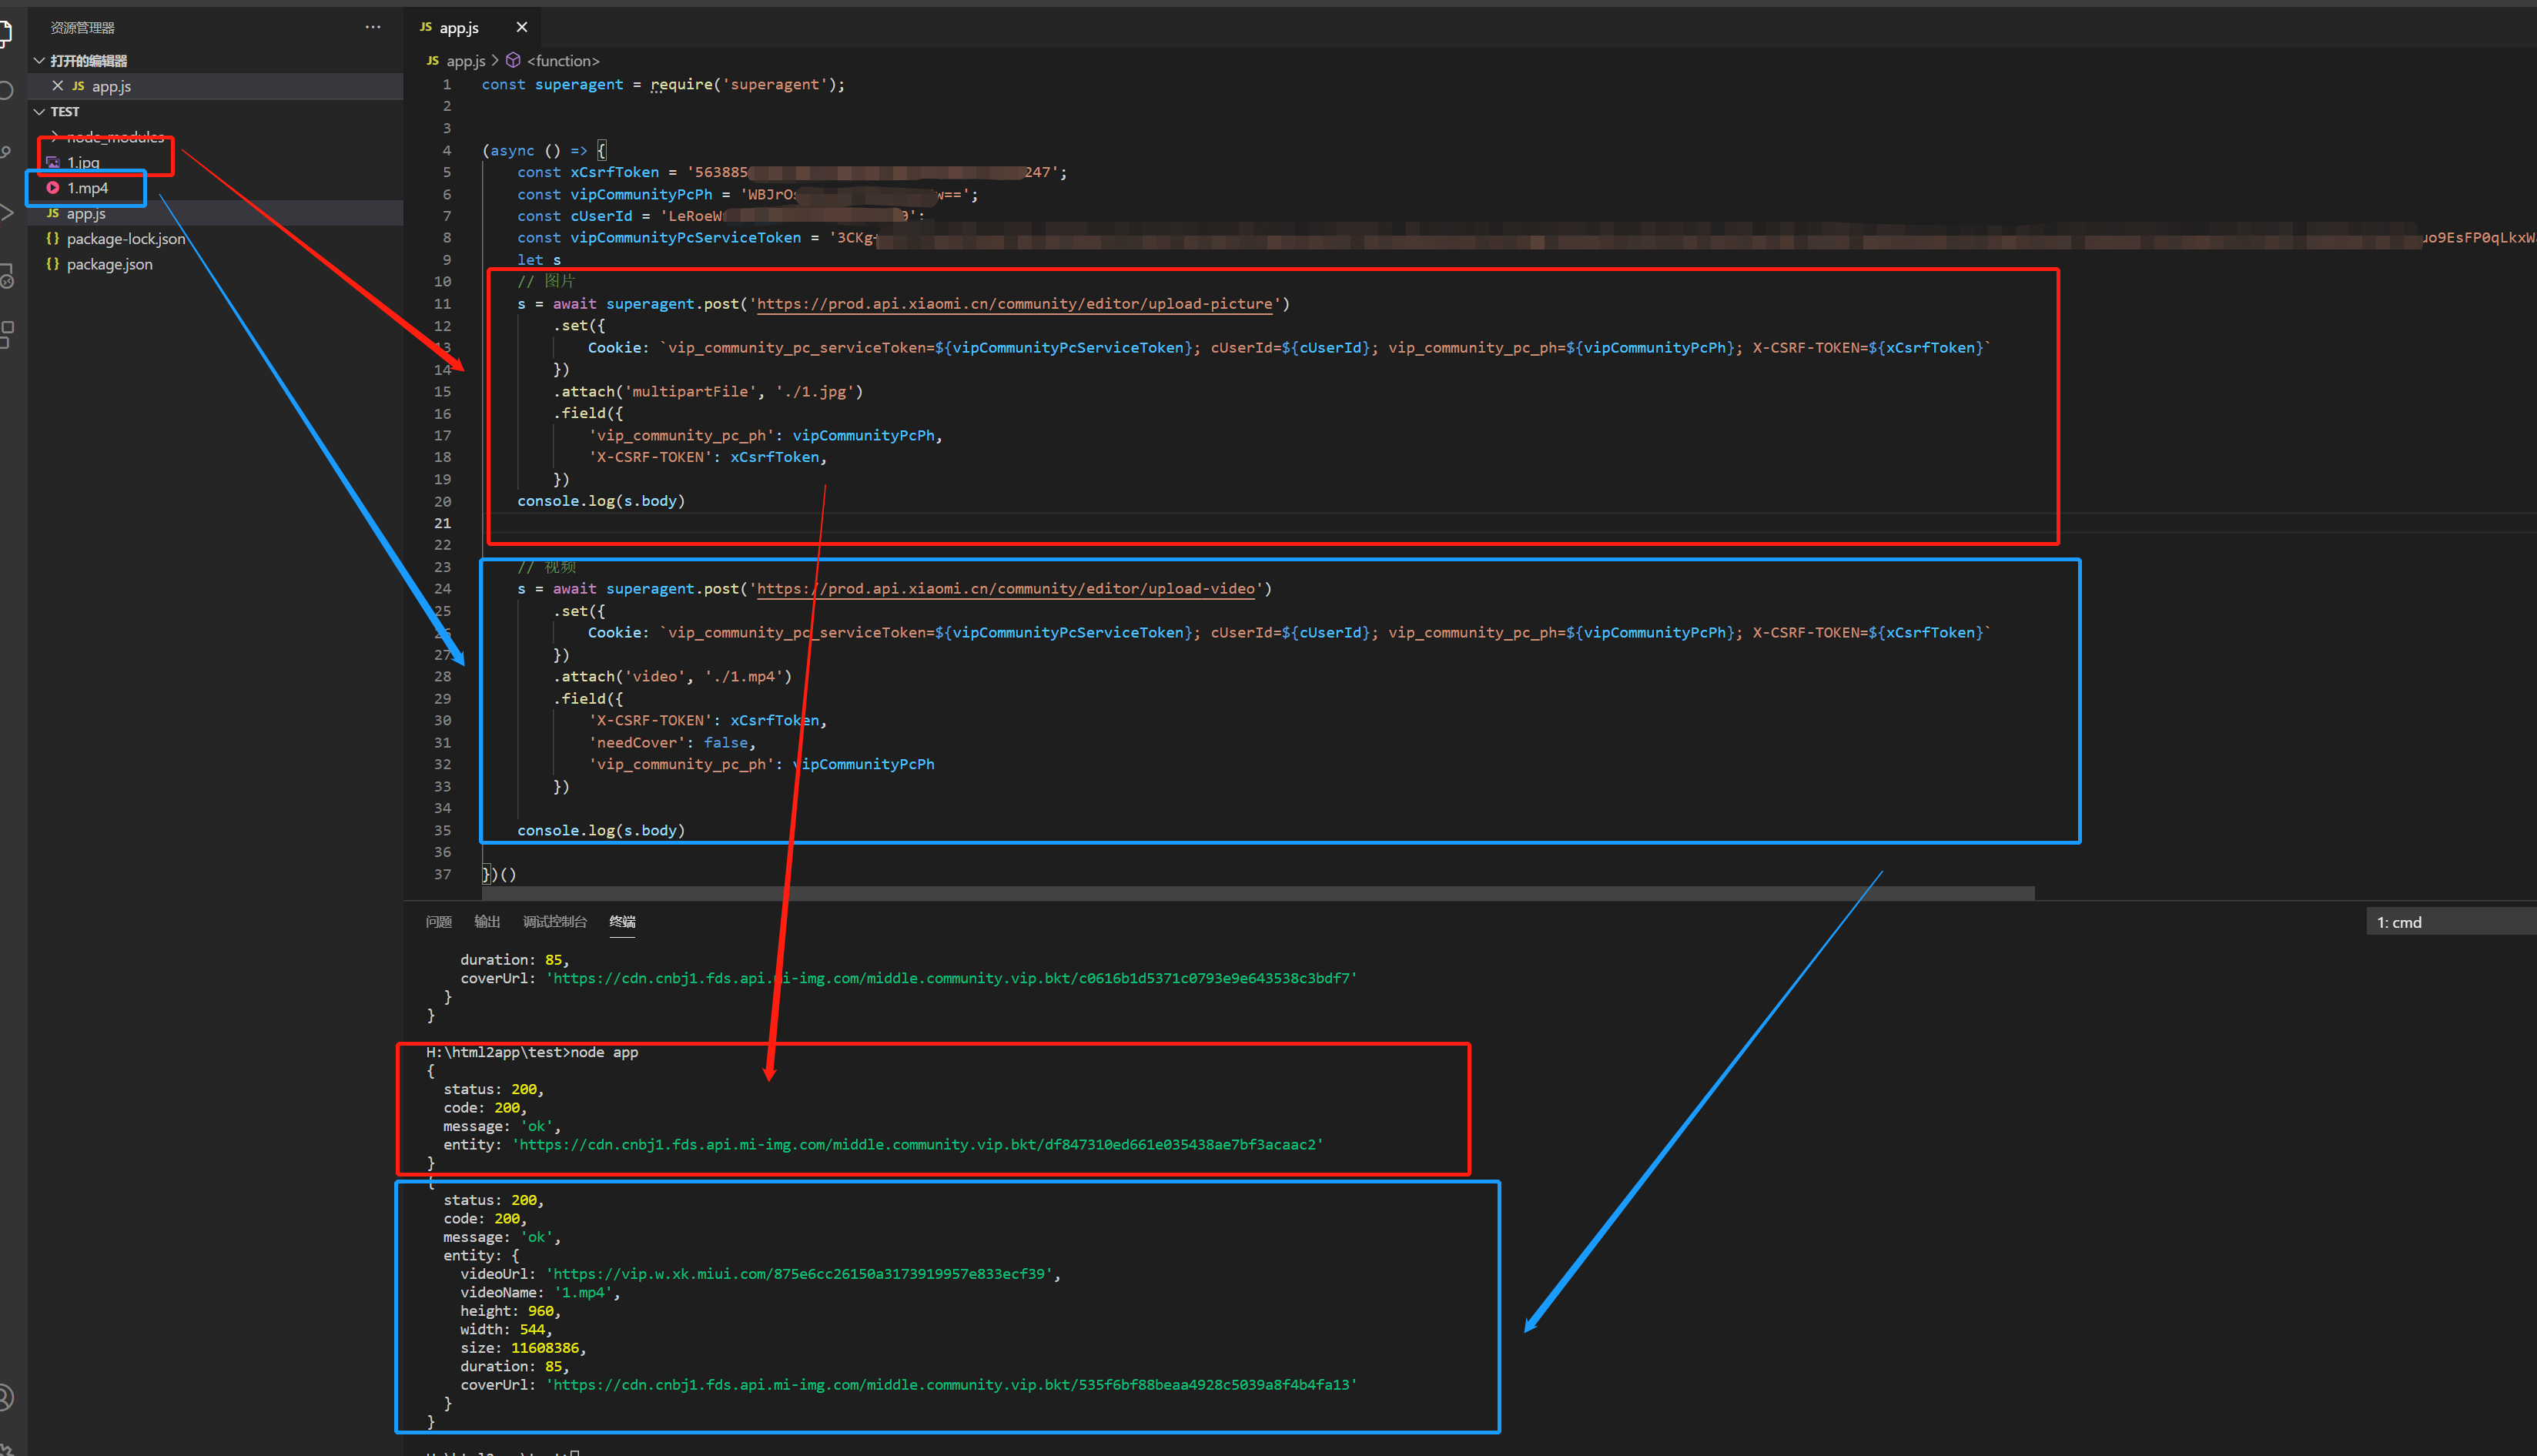 资源管理器
打开的编辑器
JS app.js
TEST
node_modules
1.jpg
1.mp4
JS app.js
{} package-lock.json
{} package.json
JS app.js
JS app.js > <function>
1 const superagent = require('superagent');
2
3
4 (async () => {
5 const xCsrfToken = '563885 247';
6 const vipCommunityPcPh = 'WBJrO w==';
7 const cUserId = 'LeRoeW ';
8 const vipCommunityPcServiceToken = '3CKg uo9EsFP0qLkxW
9 let s
10 // 图片
11 s = await superagent.post('https://prod.api.xiaomi.cn/community/editor/upload-picture')
12 .set({
13 Cookie: `vip_community_pc_serviceToken=${vipCommunityPcServiceToken}; cUserId=${cUserId}; vip_community_pc_ph=${vipCommunityPcPh}; X-CSRF-TOKEN=${xCsrfToken}`
14 })
15 .attach('multipartFile', './1.jpg')
16 .field({
17 'vip_community_pc_ph': vipCommunityPcPh,
18 'X-CSRF-TOKEN': xCsrfToken,
19 })
20 console.log(s.body)
21
22
23 // 视频
24 s = await superagent.post('https://prod.api.xiaomi.cn/community/editor/upload-video')
25 .set({
26 Cookie: `vip_community_pc_serviceToken=${vipCommunityPcServiceToken}; cUserId=${cUserId}; vip_community_pc_ph=${vipCommunityPcPh}; X-CSRF-TOKEN=${xCsrfToken}`
27 })
28 .attach('video', './1.mp4')
29 .field({
30 'X-CSRF-TOKEN': xCsrfToken,
31 'needCover': false,
32 'vip_community_pc_ph': vipCommunityPcPh
33 })
34
35 console.log(s.body)
36
37 })()
问题 输出 调试控制台 终端
1: cmd
duration: 85,
coverUrl: 'https://cdn.cnbj1.fds.api.mi-img.com/middle.community.vip.bkt/c0616b1d5371c0793e9e643538c3bdf7'
}
}
H:\html2app\test>node app
{
status: 200,
code: 200,
message: 'ok',
entity: 'https://cdn.cnbj1.fds.api.mi-img.com/middle.community.vip.bkt/df847310ed661e035438ae7bf3acaac2'
}
{
status: 200,
code: 200,
message: 'ok',
entity: {
videoUrl: 'https://vip.w.xk.miui.com/875e6cc26150a3173919957e833ecf39',
videoName: '1.mp4',
height: 960,
width: 544,
size: 11608386,
duration: 85,
coverUrl: 'https://cdn.cnbj1.fds.api.mi-img.com/middle.community.vip.bkt/535f6bf88beaa4928c5039a8f4b4fa13'
}
}